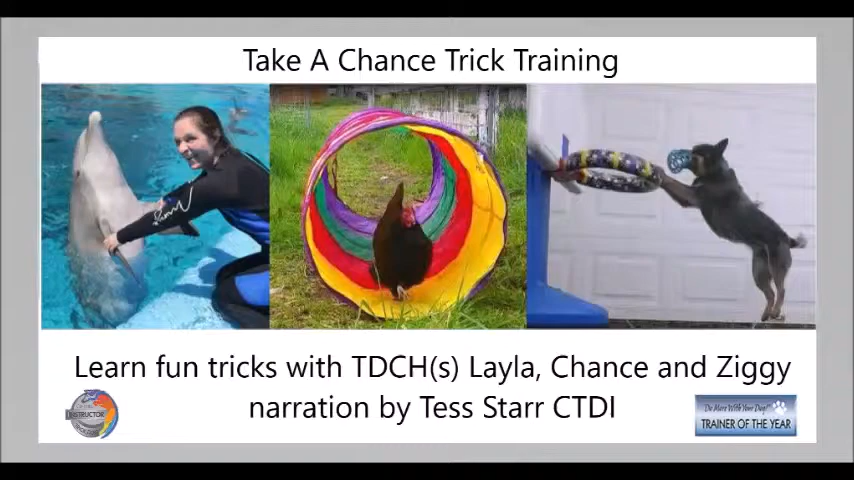 Take A Chance Trick Training
Learn fun tricks with TDCH(s) Layla, Chance and Ziggy
narration by Tess Starr CTDI
INSTRUCTOR
Do More With Your Dog!
TRAINER OF THE YEAR